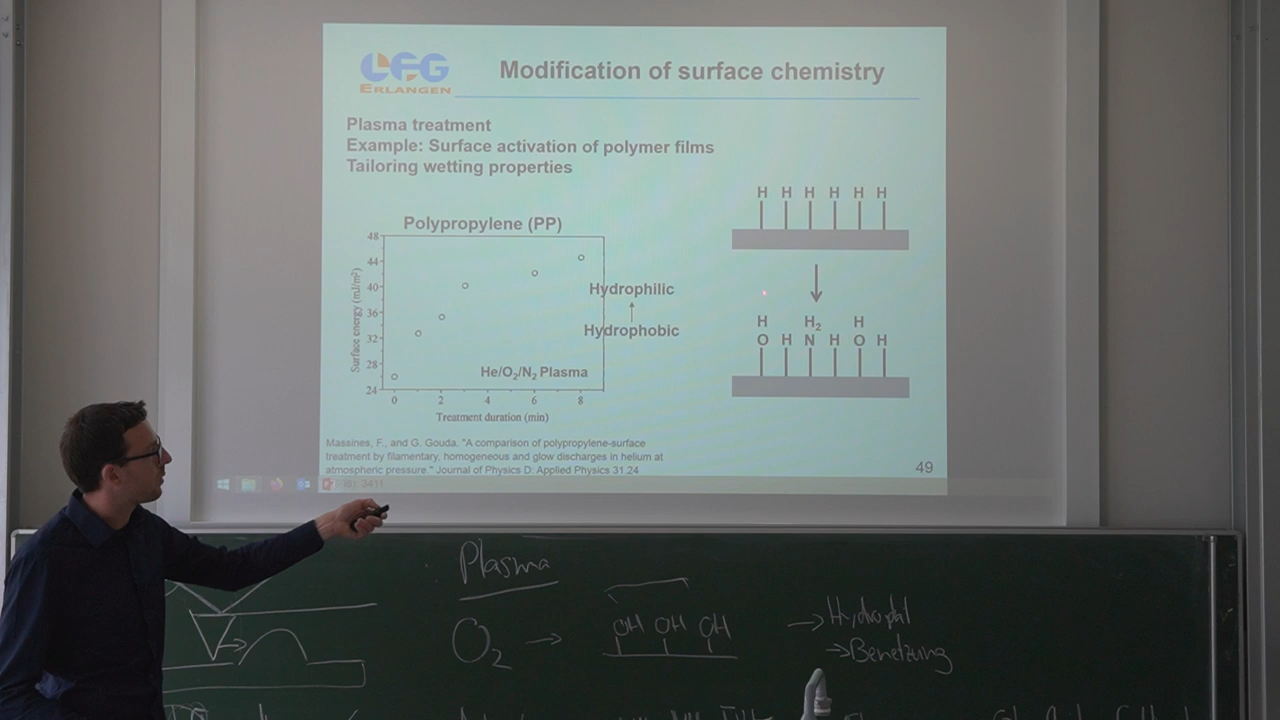 LFG
ERLANGEN
Modification of surface chemistry
Plasma treatment
Example: Surface activation of polymer films
Tailoring wetting properties
Polypropylene (PP)
48
44
40
36
32
28
24
Surface energy (mJ/m²)
0 2 4 6 8
Treatment duration (min)
He/O₂/N₂ Plasma
Hydrophilic
Hydrophobic
H H H H H H
H H₂ H
O H N H O H
Massines, F., and G. Gouda. "A comparison of polypropylene-surface
treatment by filamentary, homogeneous and glow discharges in helium at
atmospheric pressure." Journal of Physics D: Applied Physics 31.24
3411
49
Plasma
O₂ → OH OH OH
→
→ Benetzung